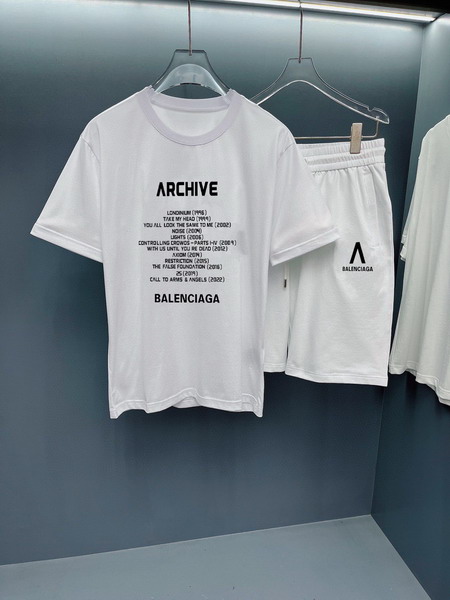 ARCHIVE
LONDINIUM (1996)
TAKE MY HEAD (1999)
YOU ALL LOOK THE SAME TO ME (2002)
NOISE (2004)
LIGHTS (2006)
CONTROLLING CROWDS - PARTS I-IV (2009)
WITH US UNTIL YOU RE DEAD (2012)
AXIOM (2014)
RESTRICTION (2015)
THE FALSE FOUNDATION (2016)
25 (2019)
CALL TO ARMS & ANGELS (2022)
BALENCIAGA
Λ
BALENCIAGA